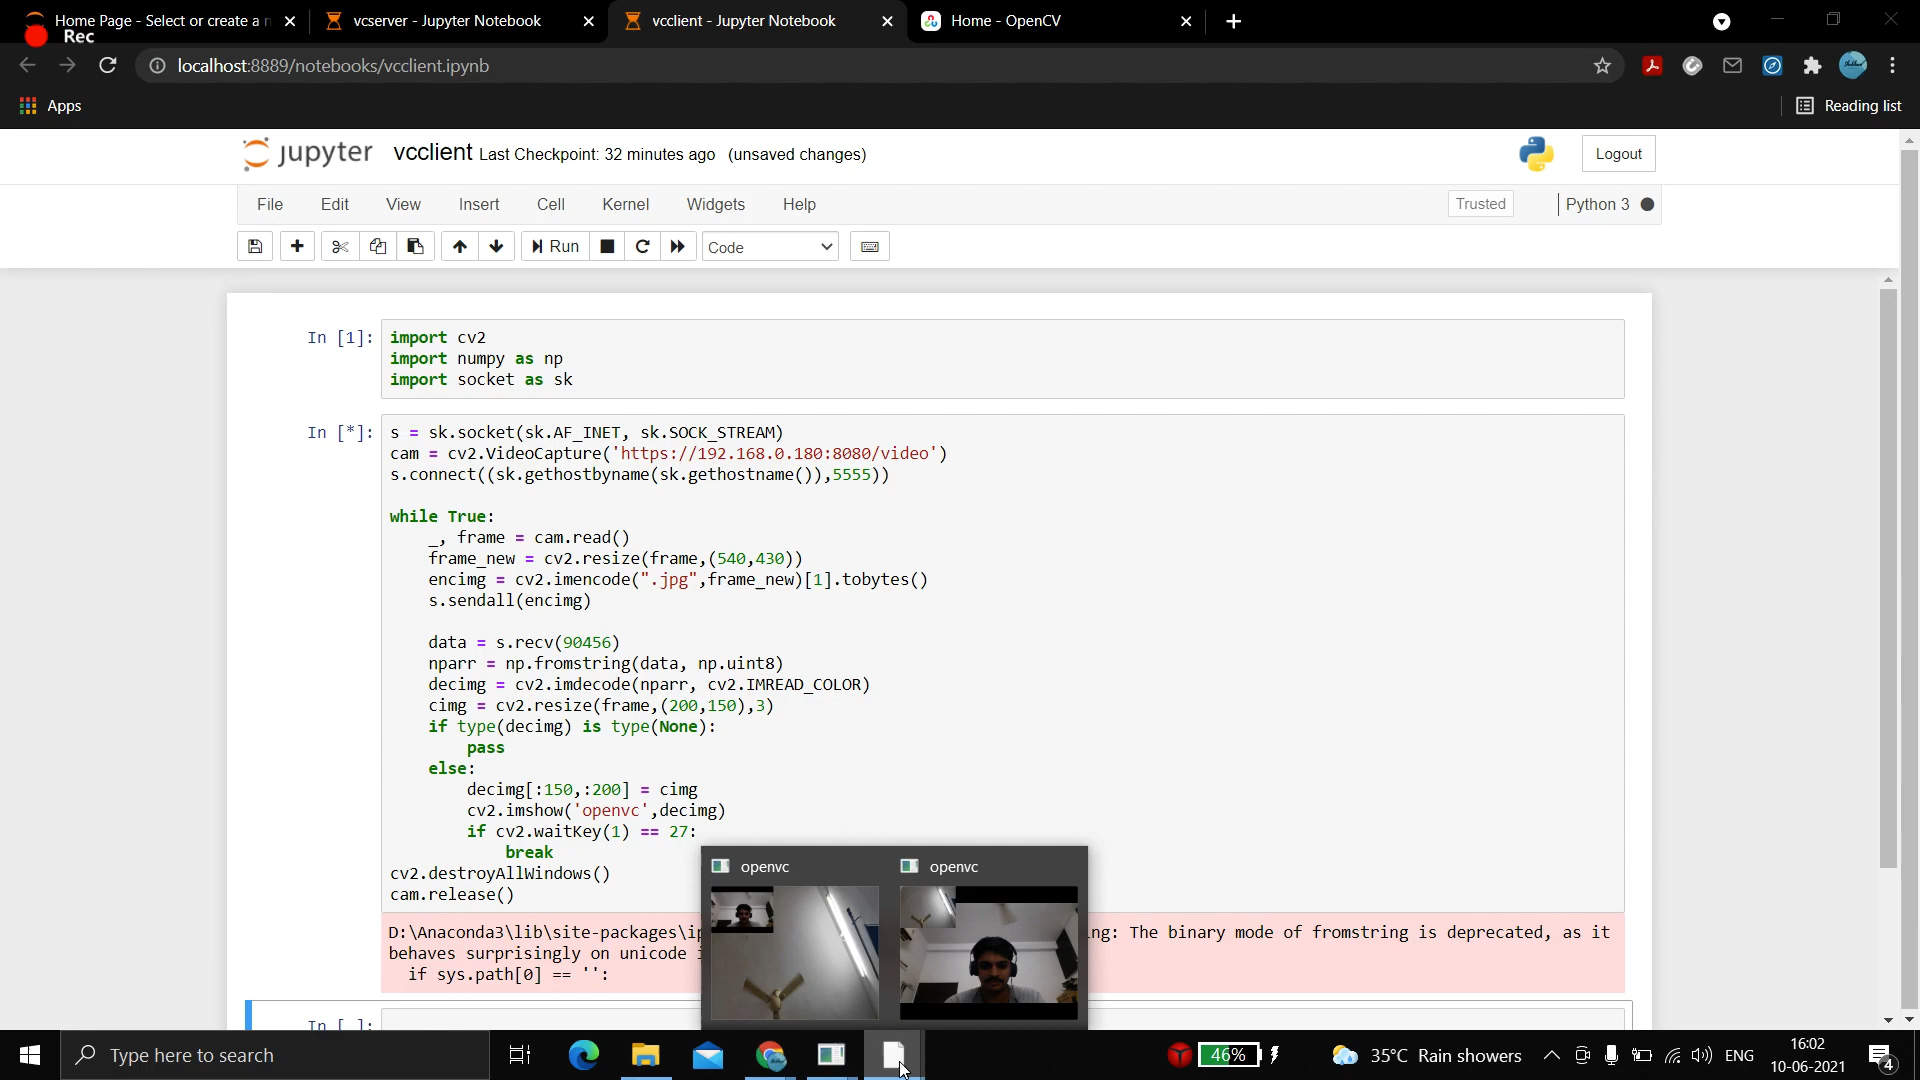 Home Page - Select or create a n
vcserver - Jupyter Notebook
vcclient - Jupyter Notebook
Home - OpenCV
Rec
localhost:8889/notebooks/vcclient.ipynb
Apps
Reading list
jupyter vcclient Last Checkpoint: 32 minutes ago (unsaved changes)
Logout
File Edit View Insert Cell Kernel Widgets Help
Trusted
Python 3
Run
Code
In [1]: import cv2
import numpy as np
import socket as sk
In [*]: s = sk.socket(sk.AF_INET, sk.SOCK_STREAM)
cam = cv2.VideoCapture('https://192.168.0.180:8080/video')
s.connect((sk.gethostbyname(sk.gethostname()),5555))
while True:
    _, frame = cam.read()
    frame_new = cv2.resize(frame,(540,430))
    encimg = cv2.imencode(".jpg",frame_new)[1].tobytes()
    s.sendall(encimg)
    data = s.recv(90456)
    nparr = np.fromstring(data, np.uint8)
    decimg = cv2.imdecode(nparr, cv2.IMREAD_COLOR)
    cimg = cv2.resize(frame,(200,150),3)
    if type(decimg) is type(None):
        pass
    else:
        decimg[:150,:200] = cimg
        cv2.imshow('openvc',decimg)
        if cv2.waitKey(1) == 27:
            break
cv2.destroyAllWindows()
cam.release()
openvc
openvc
D:\Anaconda3\lib\site-packages\ip
ng: The binary mode of fromstring is deprecated, as it
behaves surprisingly on unicode i
if sys.path[0] == '':
In [ ]:
Type here to search
46%
35°C Rain showers
ENG
16:02
10-06-2021
4